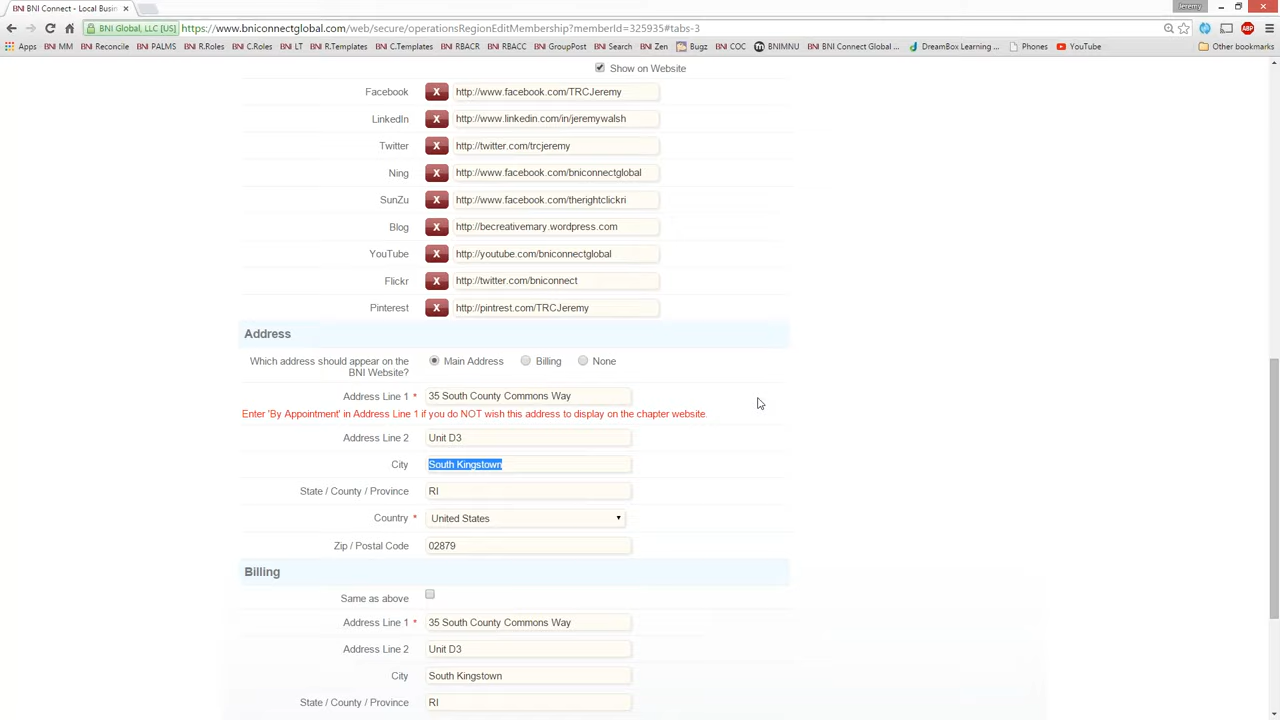 BNI BNI Connect - Local Busin ×
Jeremy
BNI Global, LLC [US] https://www.bniconnectglobal.com/web/secure/operationsRegionEditMembership?memberId=325935#tabs-3
Apps BNI MM BNI Reconcile BNI PALMS BNI R.Roles BNI C.Roles BNI LT BNI R.Templates BNI C.Templates BNI RBACR BNI RBACC BNI GroupPost BNI Search BNI Zen Bugz BNI COC BNIMNU BNI BNI Connect Global ... DreamBox Learning ... Phones YouTube Other bookmarks
Show on Website
Facebook X http://www.facebook.com/TRCJeremy
LinkedIn X http://www.linkedin.com/in/jeremywalsh
Twitter X http://twitter.com/trcjeremy
Ning X http://www.facebook.com/bniconnectglobal
SunZu X http://www.facebook.com/therightclickri
Blog X http://becreativemary.wordpress.com
YouTube X http://youtube.com/bniconnectglobal
Flickr X http://twitter.com/bniconnect
Pinterest X http://pintrest.com/TRCJeremy
Address
Which address should appear on the Main Address Billing None
BNI Website?
Address Line 1 * 35 South County Commons Way
Enter 'By Appointment' in Address Line 1 if you do NOT wish this address to display on the chapter website.
Address Line 2 Unit D3
City South Kingstown
State / County / Province RI
Country * United States
Zip / Postal Code 02879
Billing
Same as above
Address Line 1 * 35 South County Commons Way
Address Line 2 Unit D3
City South Kingstown
State / County / Province RI